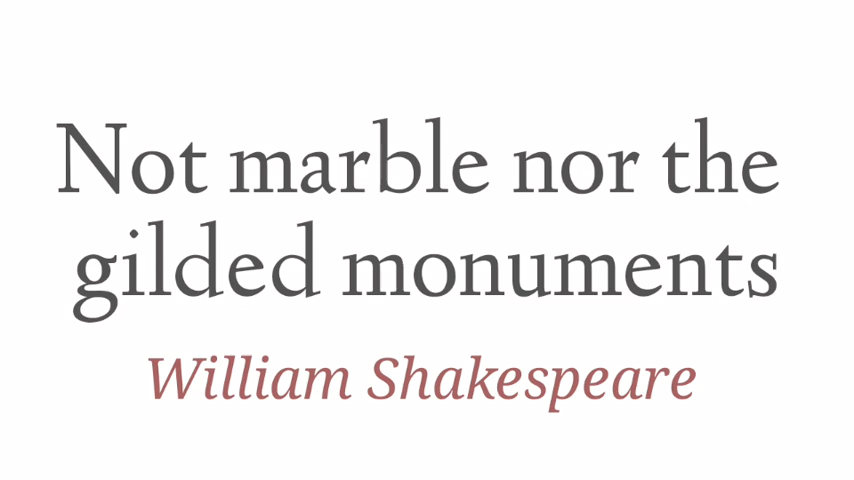 Not marble nor the
gilded monuments
William Shakespeare